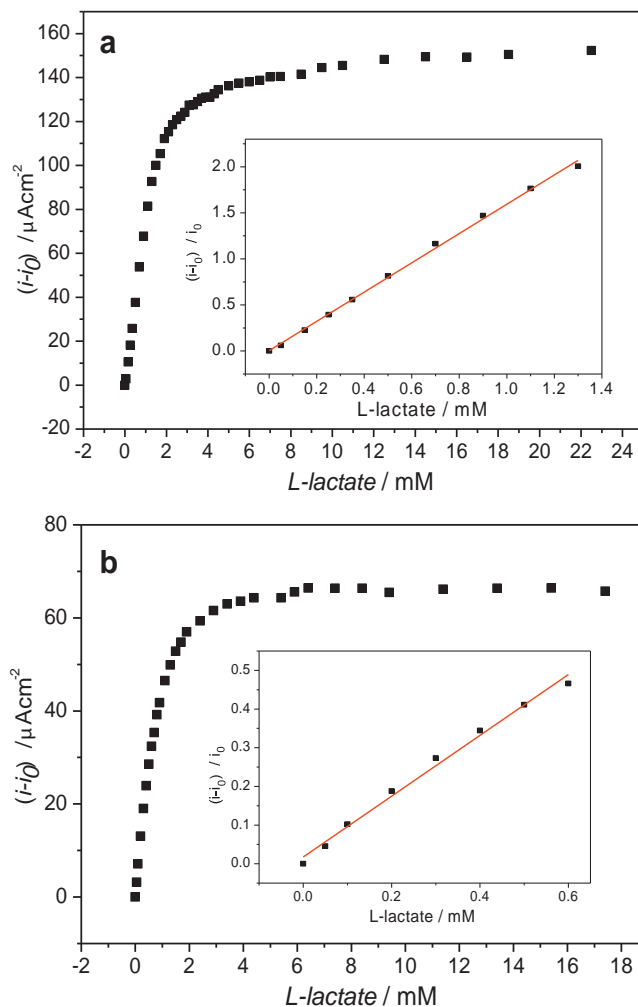 a
160
140
120
100
80
60
40
20
0
-20
(i-i0) / µAcm-2
-2 0 2 4 6 8 10 12 14 16 18 20 22 24
L-lactate / mM
2.0
1.5
1.0
0.5
0.0
(i-i0) / i0
0.0 0.2 0.4 0.6 0.8 1.0 1.2 1.4
L-lactate / mM
b
80
60
40
20
0
(i-i0) / µAcm-2
-2 0 2 4 6 8 10 12 14 16 18
L-lactate / mM
0.5
0.4
0.3
0.2
0.1
0.0
(i-i0) / i0
0.0 0.2 0.4 0.6
L-lactate / mM